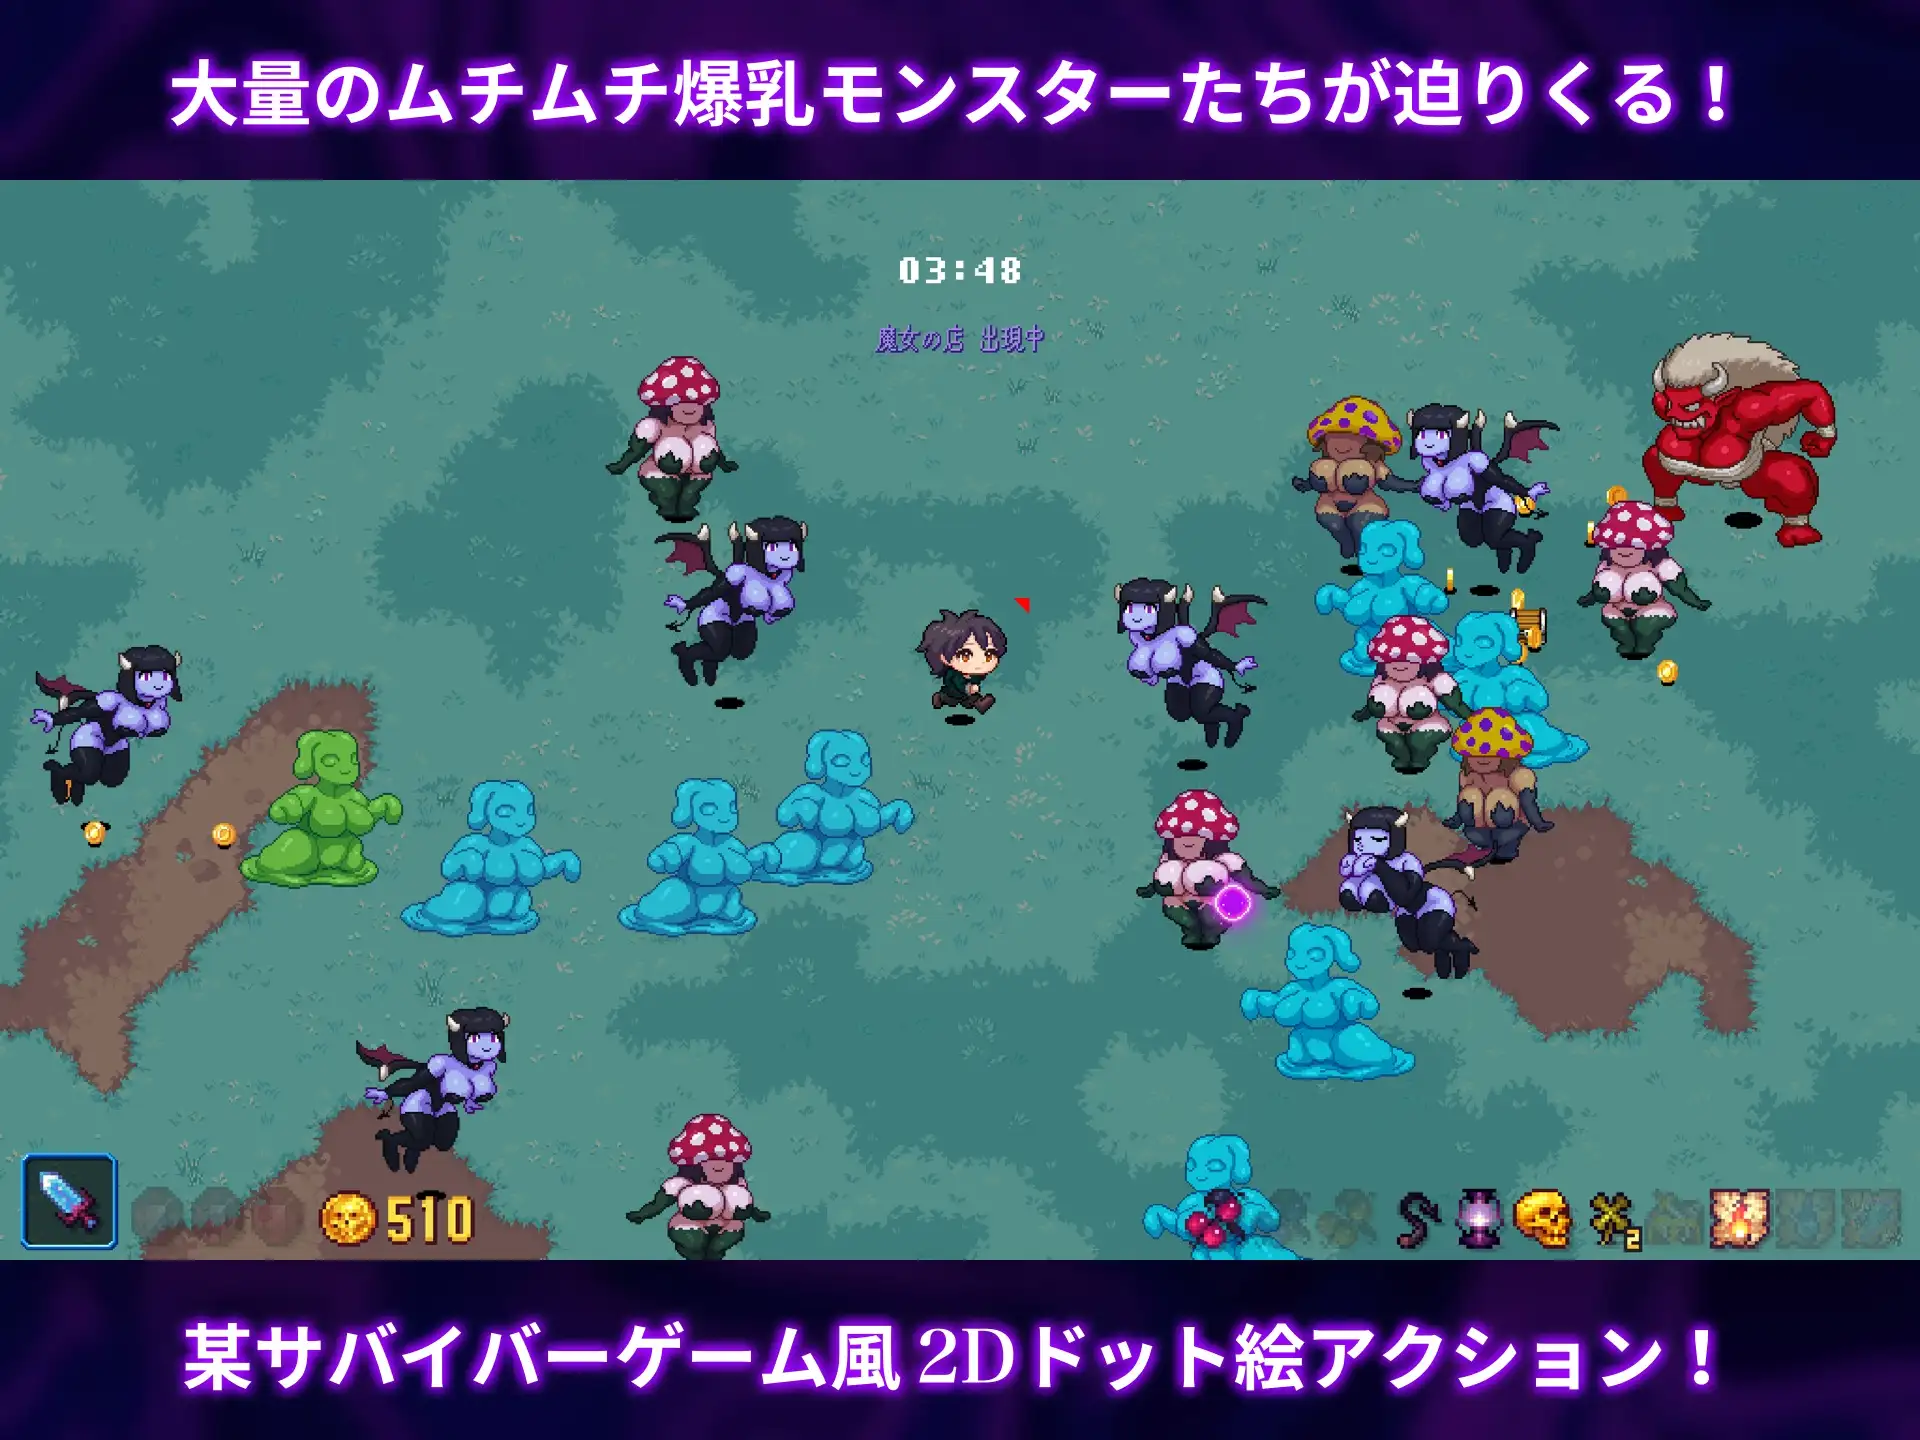 大量のムチムチ爆乳モンスターたちが迫りくる！
03:48
魔女の店 出現中
510
2
某サバイバーゲーム風2Dドット絵アクション！